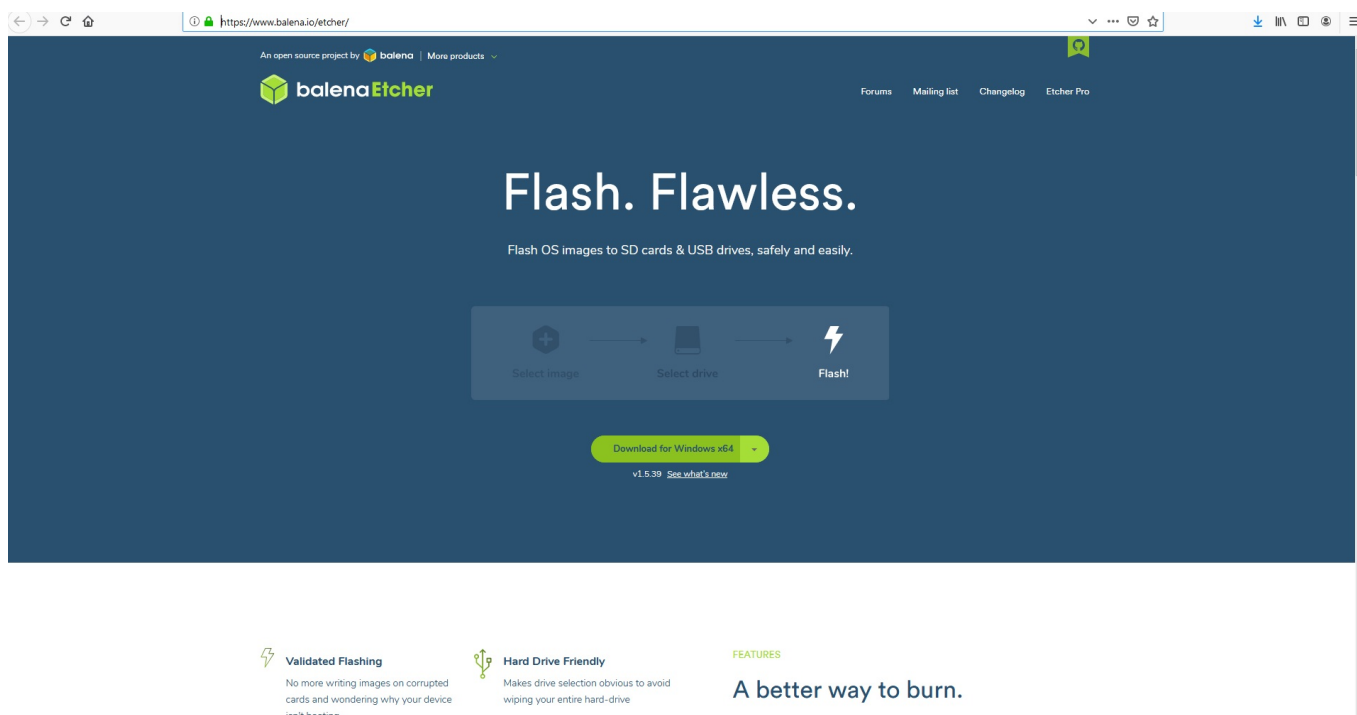 https://www.balena.io/etcher/
An open source project by balena | More products
balenaEtcher
Forums Mailing list Changelog Etcher Pro
Flash. Flawless.
Flash OS images to SD cards & USB drives, safely and easily.
Select image Select drive Flash!
Download for Windows x64
v1.5.39 See what's new
Validated Flashing
No more writing images on corrupted
cards and wondering why your device
Hard Drive Friendly
Makes drive selection obvious to avoid
wiping your entire hard-drive
FEATURES
A better way to burn.